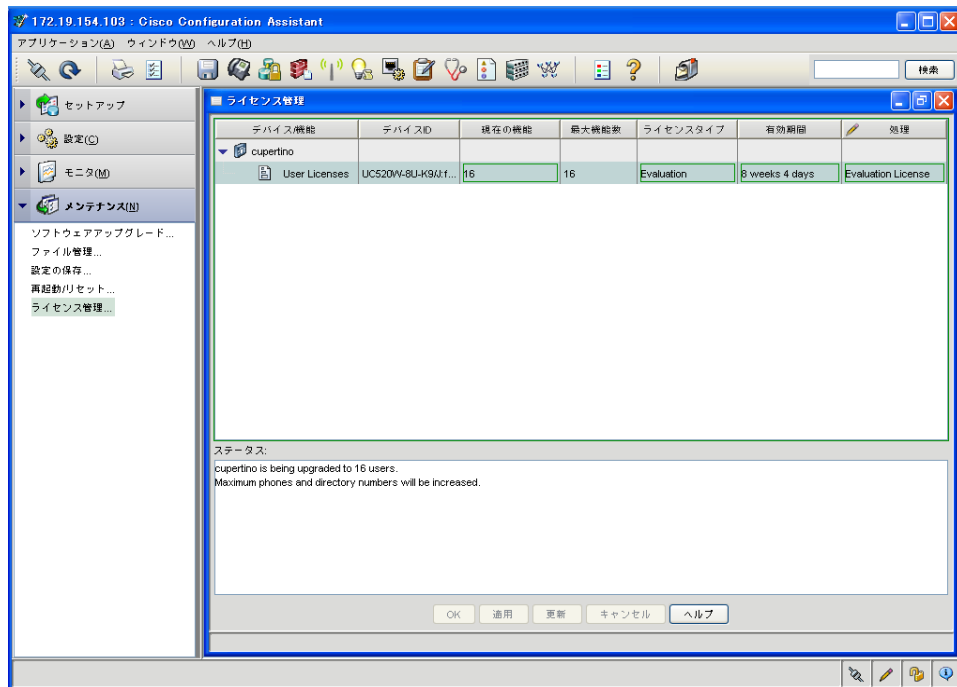 172.19.154.103 : Cisco Configuration Assistant
アプリケーション(A) ウィンドウ(W) ヘルプ(H)
検索
セットアップ
設定(C)
モニタ(M)
メンテナンス(N)
ソフトウェアアップグレード...
ファイル管理...
設定の保存...
再起動/リセット...
ライセンス管理...
ライセンス管理
デバイス/機能 デバイスID 現在の機能 最大機能数 ライセンスタイプ 有効期間 処理
cupertino
User Licenses UC520W-8U-K9/J:f... 16 16 Evaluation 8 weeks 4 days Evaluation License
ステータス:
cupertino is being upgraded to 16 users.
Maximum phones and directory numbers will be increased.
OK 適用 更新 キャンセル ヘルプ